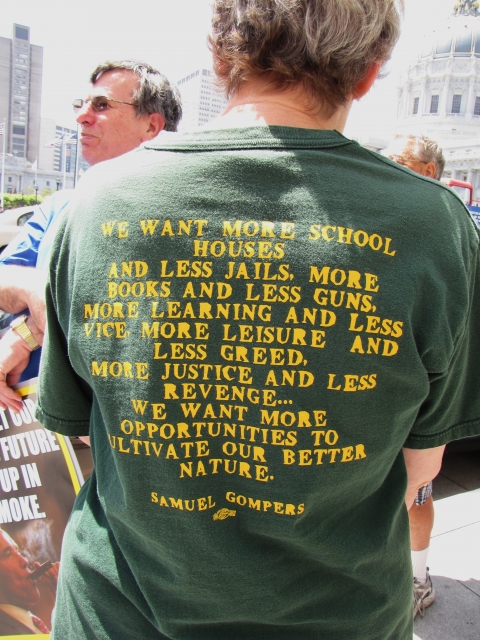 WE WANT MORE SCHOOL
HOUSES
AND LESS JAILS, MORE
BOOKS AND LESS GUNS,
MORE LEARNING AND LESS
VICE, MORE LEISURE AND
LESS GREED,
MORE JUSTICE AND LESS
REVENGE...
WE WANT MORE
OPPORTUNITIES TO
ULTIVATE OUR BETTER
NATURE.
SAMUEL GOMPERS
FUTURE
UP IN
MOKE.